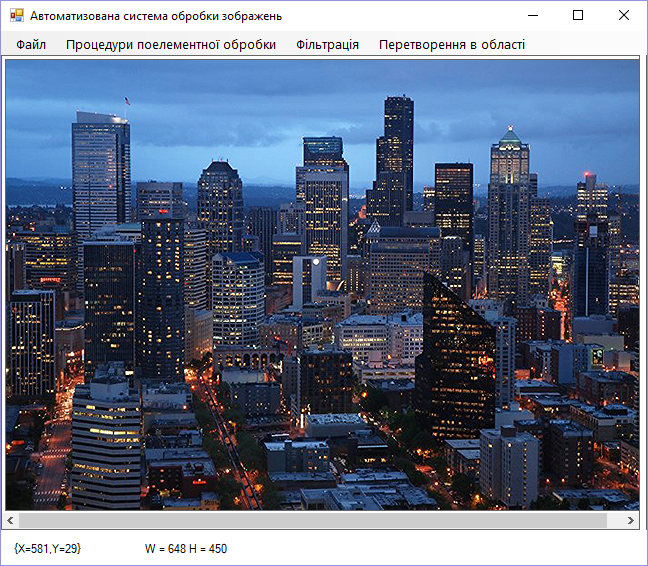 Автоматизована система обробки зображень
Файл Процедури поелементної обробки Фільтрація Перетворення в області
{X=581,Y=29} W = 648 H = 450